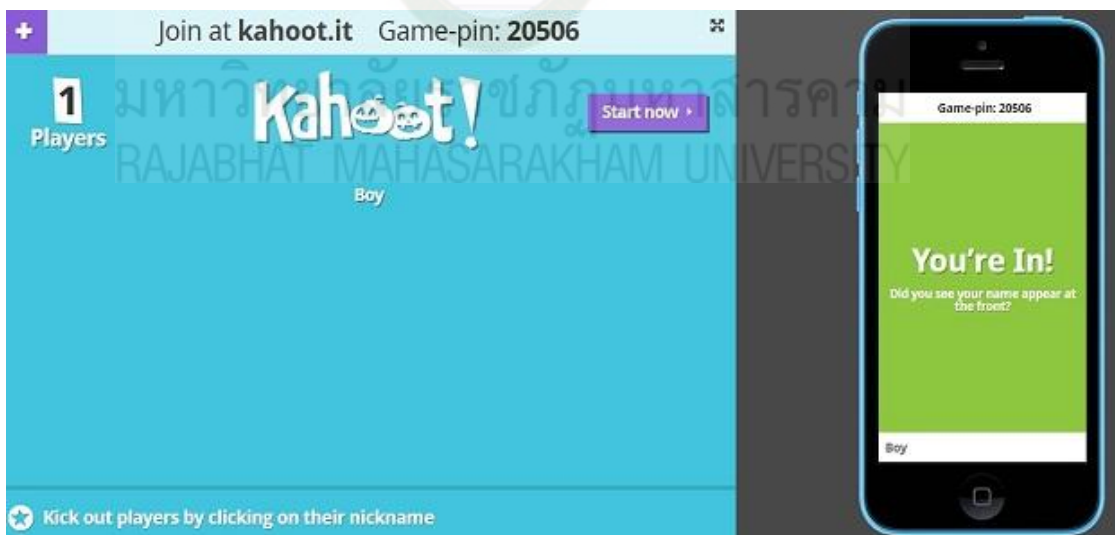 Join at kahoot.it Game-pin: 20506
1
Players
Kahoot!
Start now
Boy
Kick out players by clicking on their nickname
Game-pin: 20506
You're In!
Did you see your name appear at
the front?
Boy
มหาวิทยาลัยราชภัฏมหาสารคาม
RAJABHAT MAHASARAKHAM UNIVERSITY